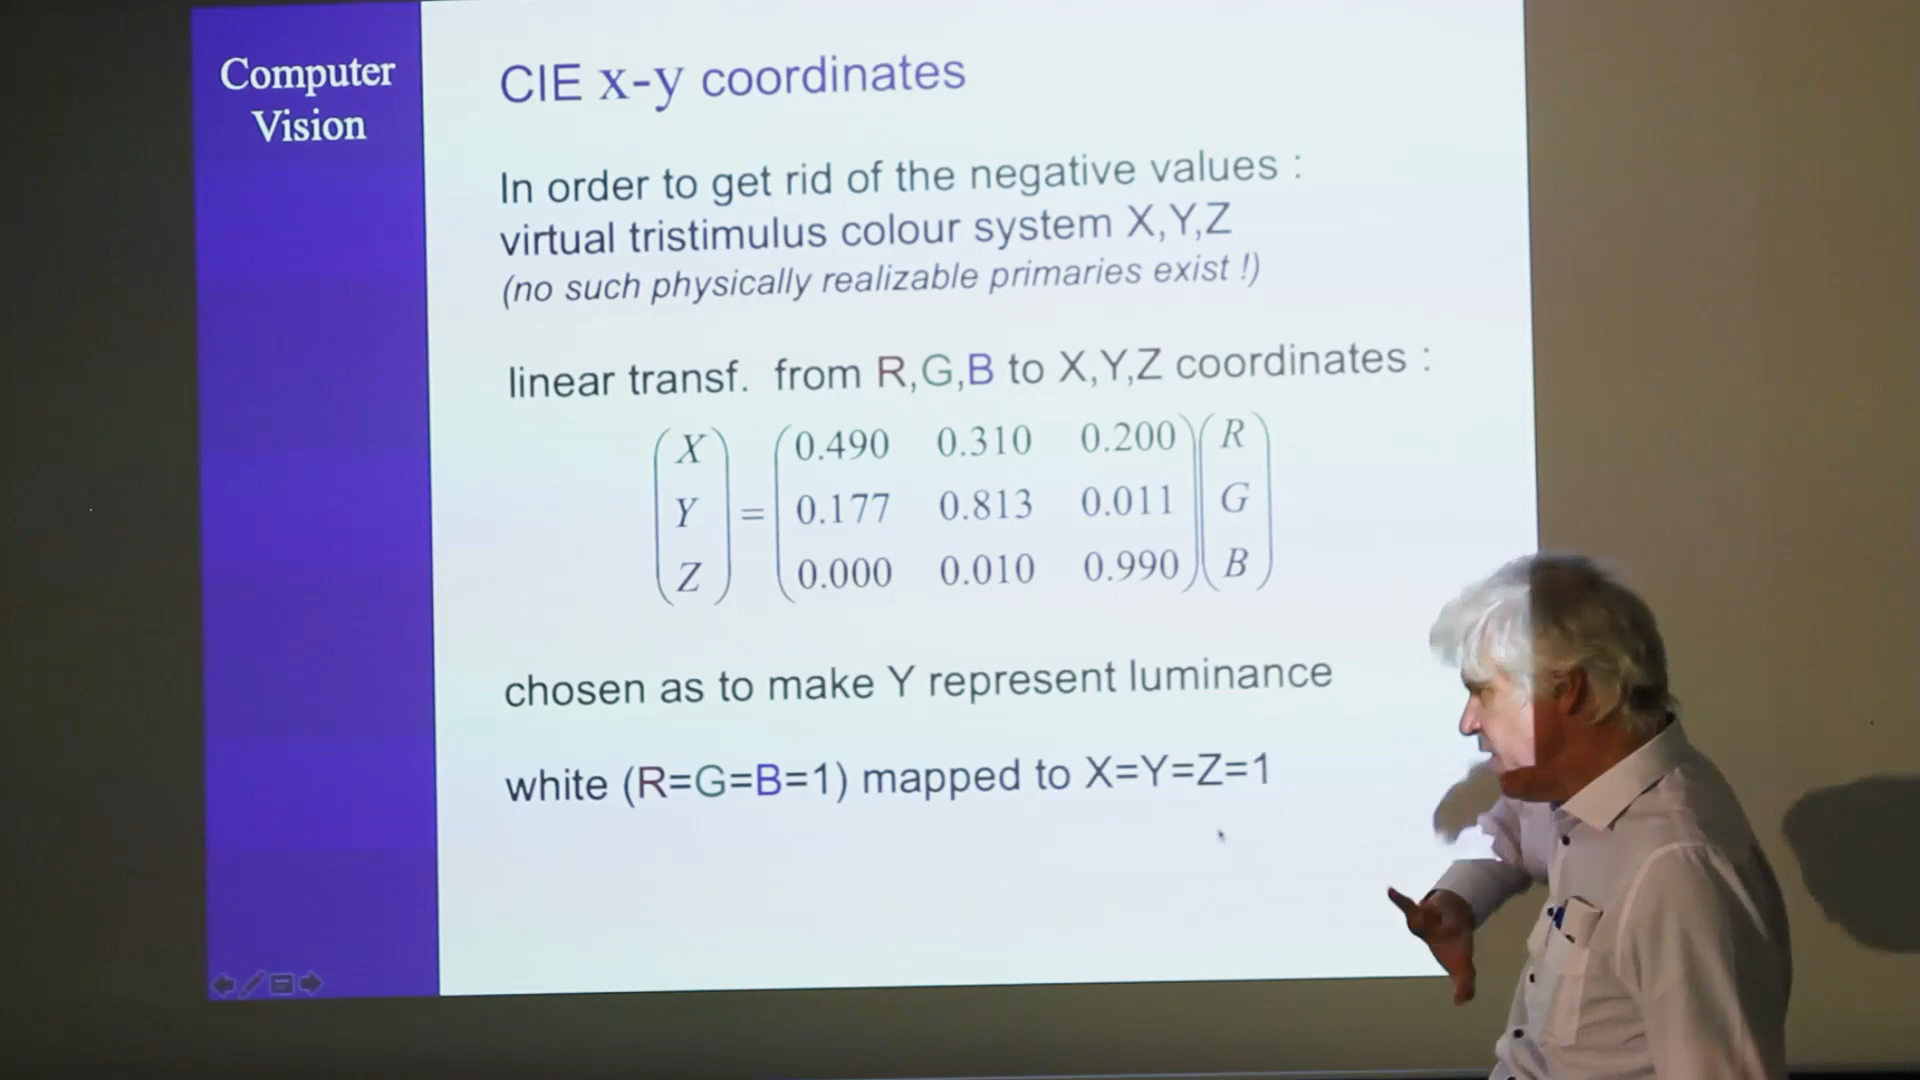 Computer
Vision
CIE x-y coordinates
In order to get rid of the negative values :
virtual tristimulus colour system X,Y,Z
(no such physically realizable primaries exist !)
linear transf. from R,G,B to X,Y,Z coordinates :
X 0.490 0.310 0.200 R
Y = 0.177 0.813 0.011 G
Z 0.000 0.010 0.990 B
chosen as to make Y represent luminance
white (R=G=B=1) mapped to X=Y=Z=1